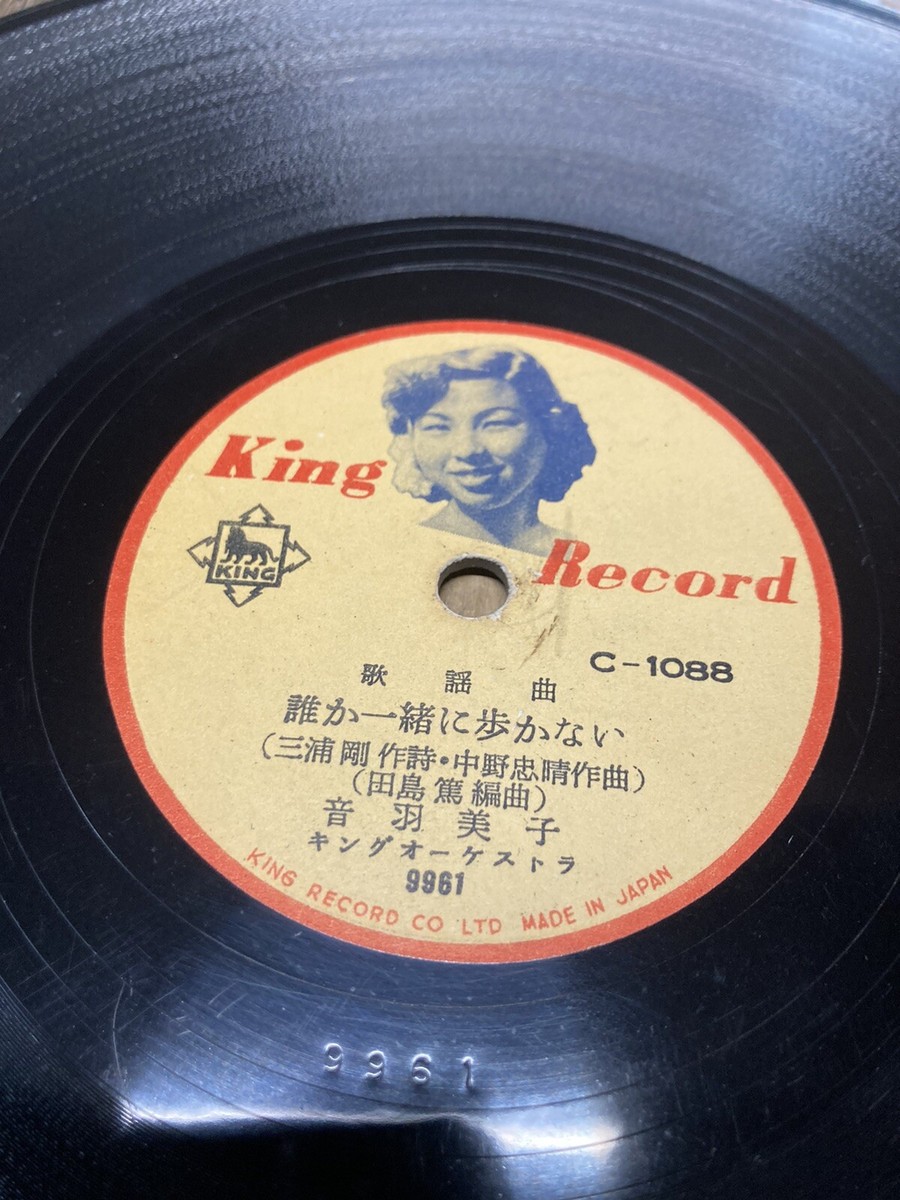 King
Record
KING
C-1088
歌謡曲
誰か一緒に歩かない
(三浦剛作詩・中野忠晴作曲)
(田島篤編曲)
音羽美子
キングオーケストラ
9961
KING RECORD CO LTD MADE IN JAPAN
9961